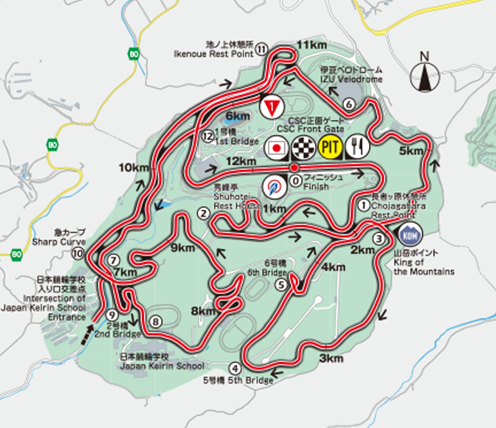 80
N
池ノ上休憩所 ⑪
Ikenoue Rest Point
11km
伊豆ベロドローム
IZU Velodrome
⑥
6km
1
CSC正面ゲート
CSC Front Gate
⑫
1号橋
1st Bridge
PIT
5km
10km
12km
0
フィニッシュ
Finish
秀峰亭
Shuhotei
Rest House
②
1km
①
長者ヶ原休憩所
Chojagahara
Rest Point
③
KOM
山岳ポイント
King of
the Mountains
2km
80
急カーブ
Sharp Curve
⑩
80
9km
6号橋
6th Bridge
⑤
4km
⑦
7km
日本競輪学校
入り口交差点
Intersection of
Japan Keirin School
Entrance
8km
⑨
2号橋
2nd Bridge
⑧
日本競輪学校
Japan Keirin School
④
5号橋 5th Bridge
3km